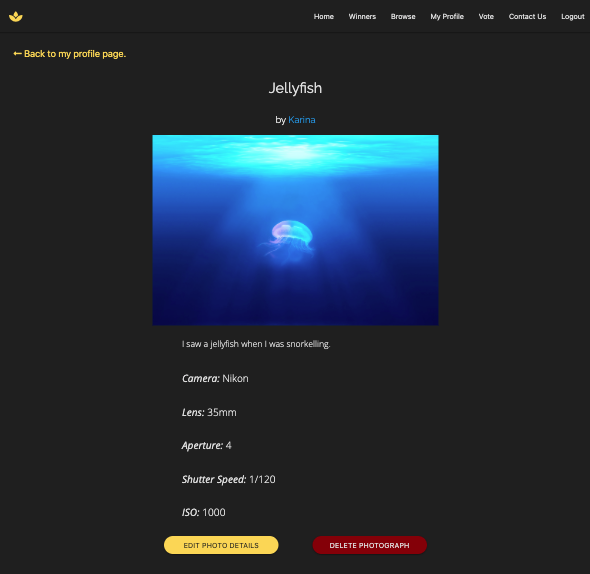 Home Winners Browse My Profile Vote Contact Us Logout
← Back to my profile page.
Jellyfish
by Karina
I saw a jellyfish when I was snorkelling.
Camera: Nikon
Lens: 35mm
Aperture: 4
Shutter Speed: 1/120
ISO: 1000
EDIT PHOTO DETAILS DELETE PHOTOGRAPH